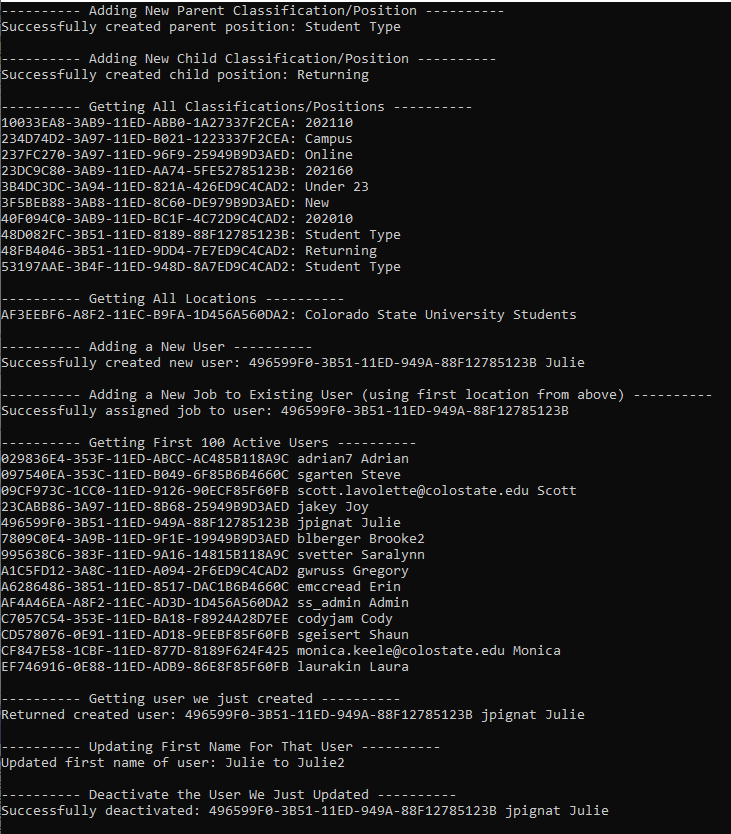 ---------- Adding New Parent Classification/Position ----------
Successfully created parent position: Student Type
---------- Adding New Child Classification/Position ----------
Successfully created child position: Returning
---------- Getting All Classifications/Positions ----------
10033EA8-3AB9-11ED-ABB0-1A27337F2CEA: 202110
234D74D2-3A97-11ED-B021-1223337F2CEA: Campus
237FC270-3A97-11ED-96F9-25949B9D3AED: Online
23DC9C80-3AB9-11ED-AA74-5FE52785123B: 202160
3B4DC3DC-3A94-11ED-821A-426ED9C4CAD2: Under 23
3F5BEB88-3AB8-11ED-8C60-DE979B9D3AED: New
40F094C0-3AB9-11ED-BC1F-4C72D9C4CAD2: 202010
48D082FC-3B51-11ED-8189-88F12785123B: Student Type
48FB4046-3B51-11ED-9DD4-7E7ED9C4CAD2: Returning
53197AAE-3B4F-11ED-948D-8A7ED9C4CAD2: Student Type
---------- Getting All Locations ----------
AF3EEBF6-A8F2-11EC-B9FA-1D456A560DA2: Colorado State University Students
---------- Adding a New User ----------
Successfully created new user: 496599F0-3B51-11ED-949A-88F12785123B Julie
---------- Adding a New Job to Existing User (using first location from above) ----------
Successfully assigned job to user: 496599F0-3B51-11ED-949A-88F12785123B
---------- Getting First 100 Active Users ----------
029836E4-353F-11ED-ABCC-AC485B118A9C adrian7 Adrian
097540EA-353C-11ED-B049-6F85B6B4660C sgarten Steve
09CF973C-1CC0-11ED-9126-90ECF85F60FB scott.lavolette@colostate.edu Scott
23CABB86-3A97-11ED-8B68-25949B9D3AED jakey Joy
496599F0-3B51-11ED-949A-88F12785123B jpignat Julie
7809C0E4-3A9B-11ED-9F1E-19949B9D3AED blberger Brooke2
995638C6-383F-11ED-9A16-14815B118A9C svetter Saralynn
A1C5FD12-3A8C-11ED-A094-2F6ED9C4CAD2 gwruss Gregory
A6286486-3851-11ED-8517-DAC1B6B4660C emccread Erin
AF4A46EA-A8F2-11EC-AD3D-1D456A560DA2 ss_admin Admin
C7057C54-353E-11ED-BA18-F8924A28D7EE codyjam Cody
CD578076-0E91-11ED-AD18-9EEBF85F60FB sgeisert Shaun
CF847E58-1CBF-11ED-877D-8189F624F425 monica.keele@colostate.edu Monica
EF746916-0E88-11ED-ADB9-86E8F85F60FB laurakin Laura
---------- Getting user we just created ----------
Returned created user: 496599F0-3B51-11ED-949A-88F12785123B jpignat Julie
---------- Updating First Name For That User ----------
Updated first name of user: Julie to Julie2
---------- Deactivate the User We Just Updated ----------
Successfully deactivated: 496599F0-3B51-11ED-949A-88F12785123B jpignat Julie